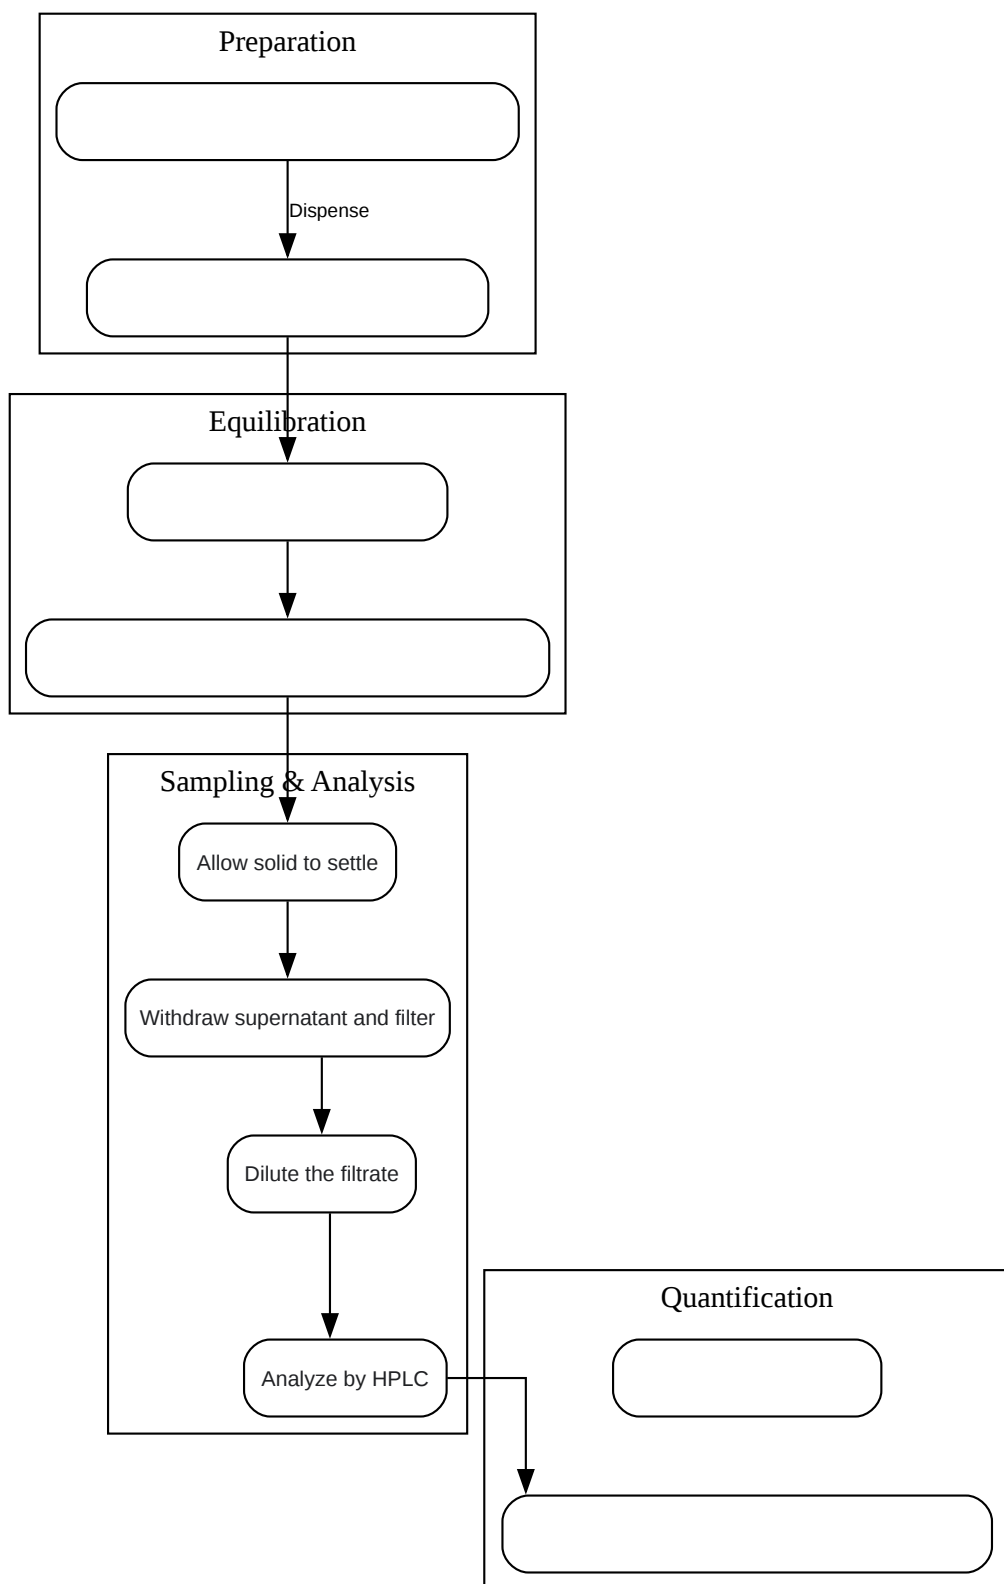 Preparation
Dispense
Equilibration
Sampling & Analysis
Allow solid to settle
Withdraw supernatant and filter
Dilute the filtrate
Analyze by HPLC
Quantification